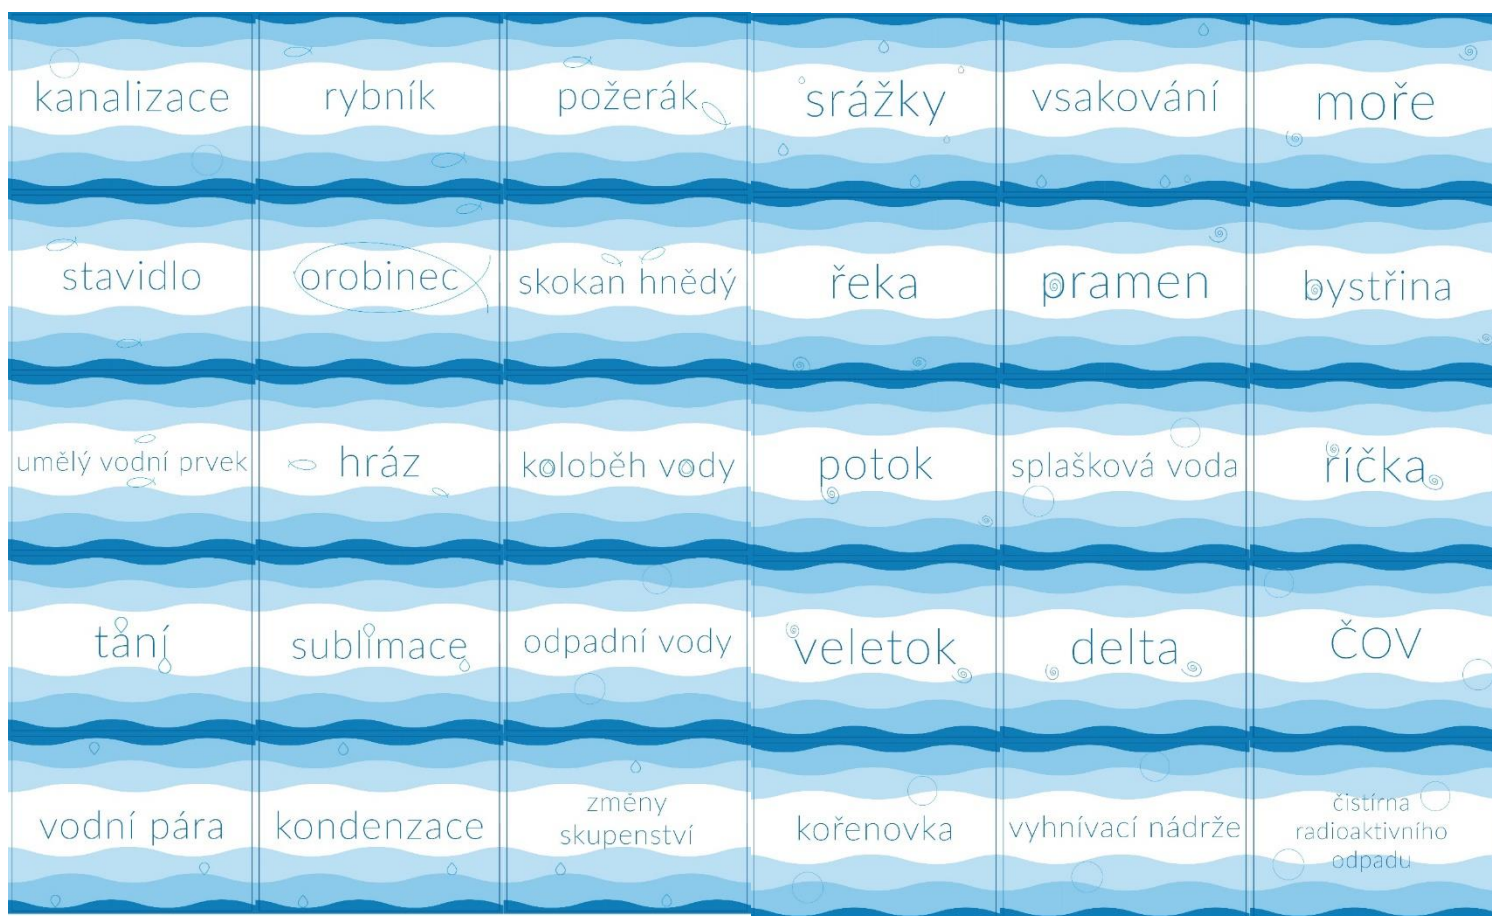 kanalizace
rybník
požerák
srážky
vsakování
moře
stavidlo
orobinec
skokan hnědý
řeka
pramen
bystřina
umělý vodní prvek
hráz
koloběh vody
potok
splašková voda
říčka
tání
sublimace
odpadní vody
veletok
delta
ČOV
vodní pára
kondenzace
změny
skupenství
kořenovka
vyhnívací nádrže
čistírna
radioaktivního
odpadu